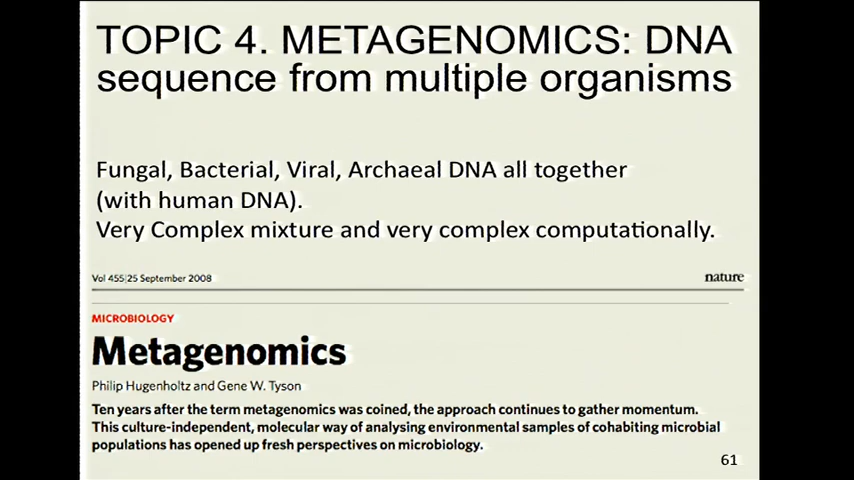 TOPIC 4. METAGENOMICS: DNA
sequence from multiple organisms
Fungal, Bacterial, Viral, Archaeal DNA all together
(with human DNA).
Very Complex mixture and very complex computationally.
Vol 455|25 September 2008
nature
MICROBIOLOGY
Metagenomics
Philip Hugenholtz and Gene W. Tyson
Ten years after the term metagenomics was coined, the approach continues to gather momentum.
This culture-independent, molecular way of analysing environmental samples of cohabiting microbial
populations has opened up fresh perspectives on microbiology.
61